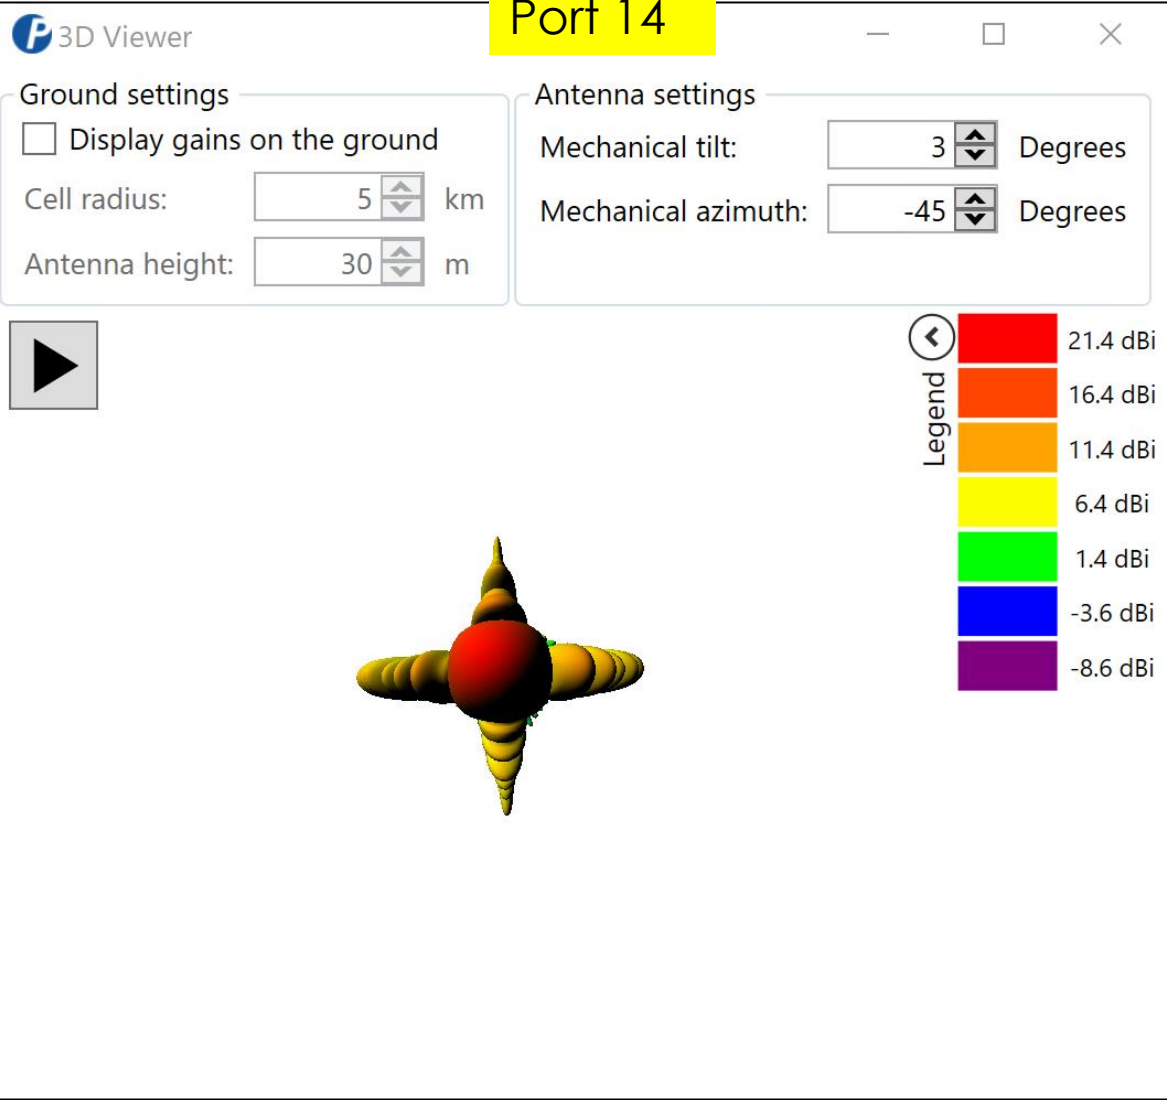 Port 14
3D Viewer
Ground settings
Display gains on the ground
Cell radius: 5 km
Antenna height: 30 m
Antenna settings
Mechanical tilt: 3 Degrees
Mechanical azimuth: -45 Degrees
Legend
21.4 dBi
16.4 dBi
11.4 dBi
6.4 dBi
1.4 dBi
-3.6 dBi
-8.6 dBi